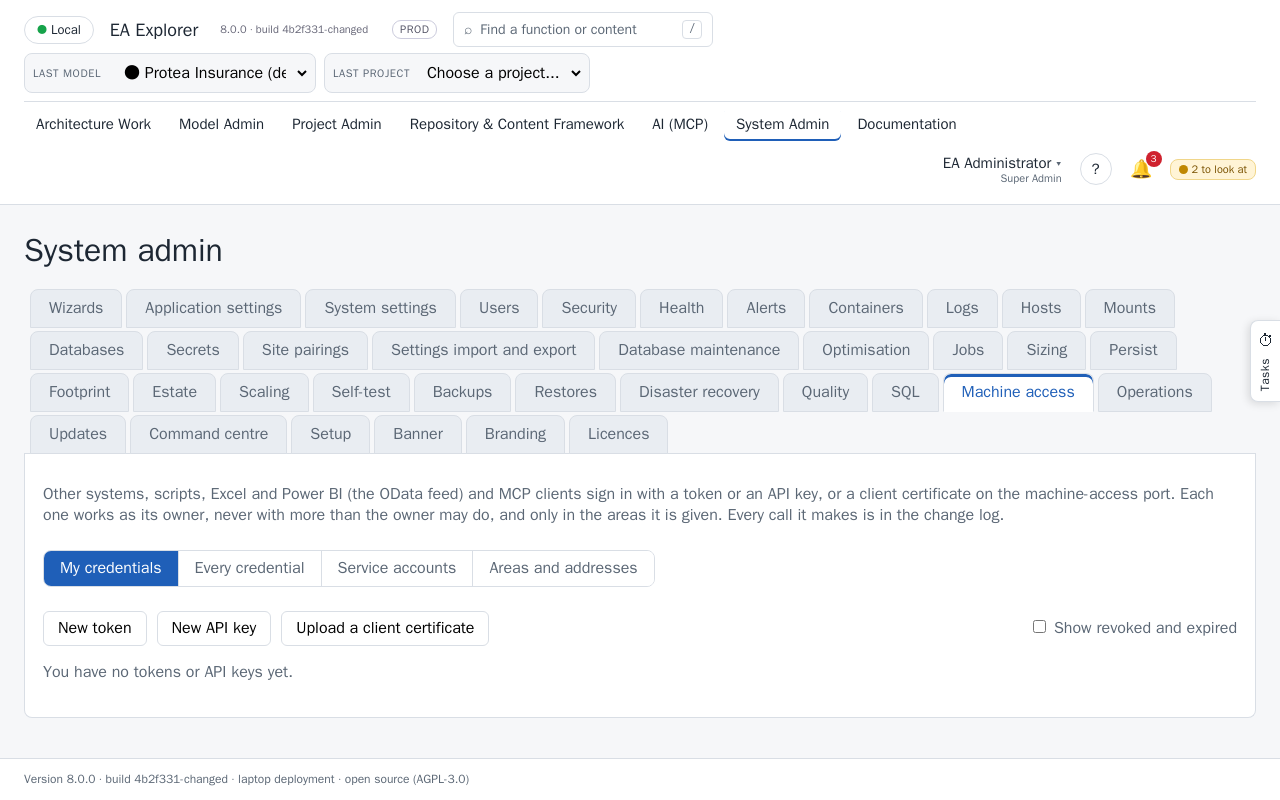 Local EA Explorer 8.0.0 · build 4b2f331-changed PROD Find a function or content /
LAST MODEL Protea Insurance (de LAST PROJECT Choose a project...
Architecture Work Model Admin Project Admin Repository & Content Framework AI (MCP) System Admin Documentation
EA Administrator ▾ ? 3 2 to look at
Super Admin
System admin
Wizards Application settings System settings Users Security Health Alerts Containers Logs Hosts Mounts
Databases Secrets Site pairings Settings import and export Database maintenance Optimisation Jobs Sizing Persist
Footprint Estate Scaling Self-test Backups Restores Disaster recovery Quality SQL Machine access Operations
Updates Command centre Setup Banner Branding Licences
Tasks
Other systems, scripts, Excel and Power BI (the OData feed) and MCP clients sign in with a token or an API key, or a client certificate on the machine-access port. Each
one works as its owner, never with more than the owner may do, and only in the areas it is given. Every call it makes is in the change log.
My credentials Every credential Service accounts Areas and addresses
New token New API key Upload a client certificate Show revoked and expired
You have no tokens or API keys yet.
Version 8.0.0 · build 4b2f331-changed · laptop deployment · open source (AGPL-3.0)